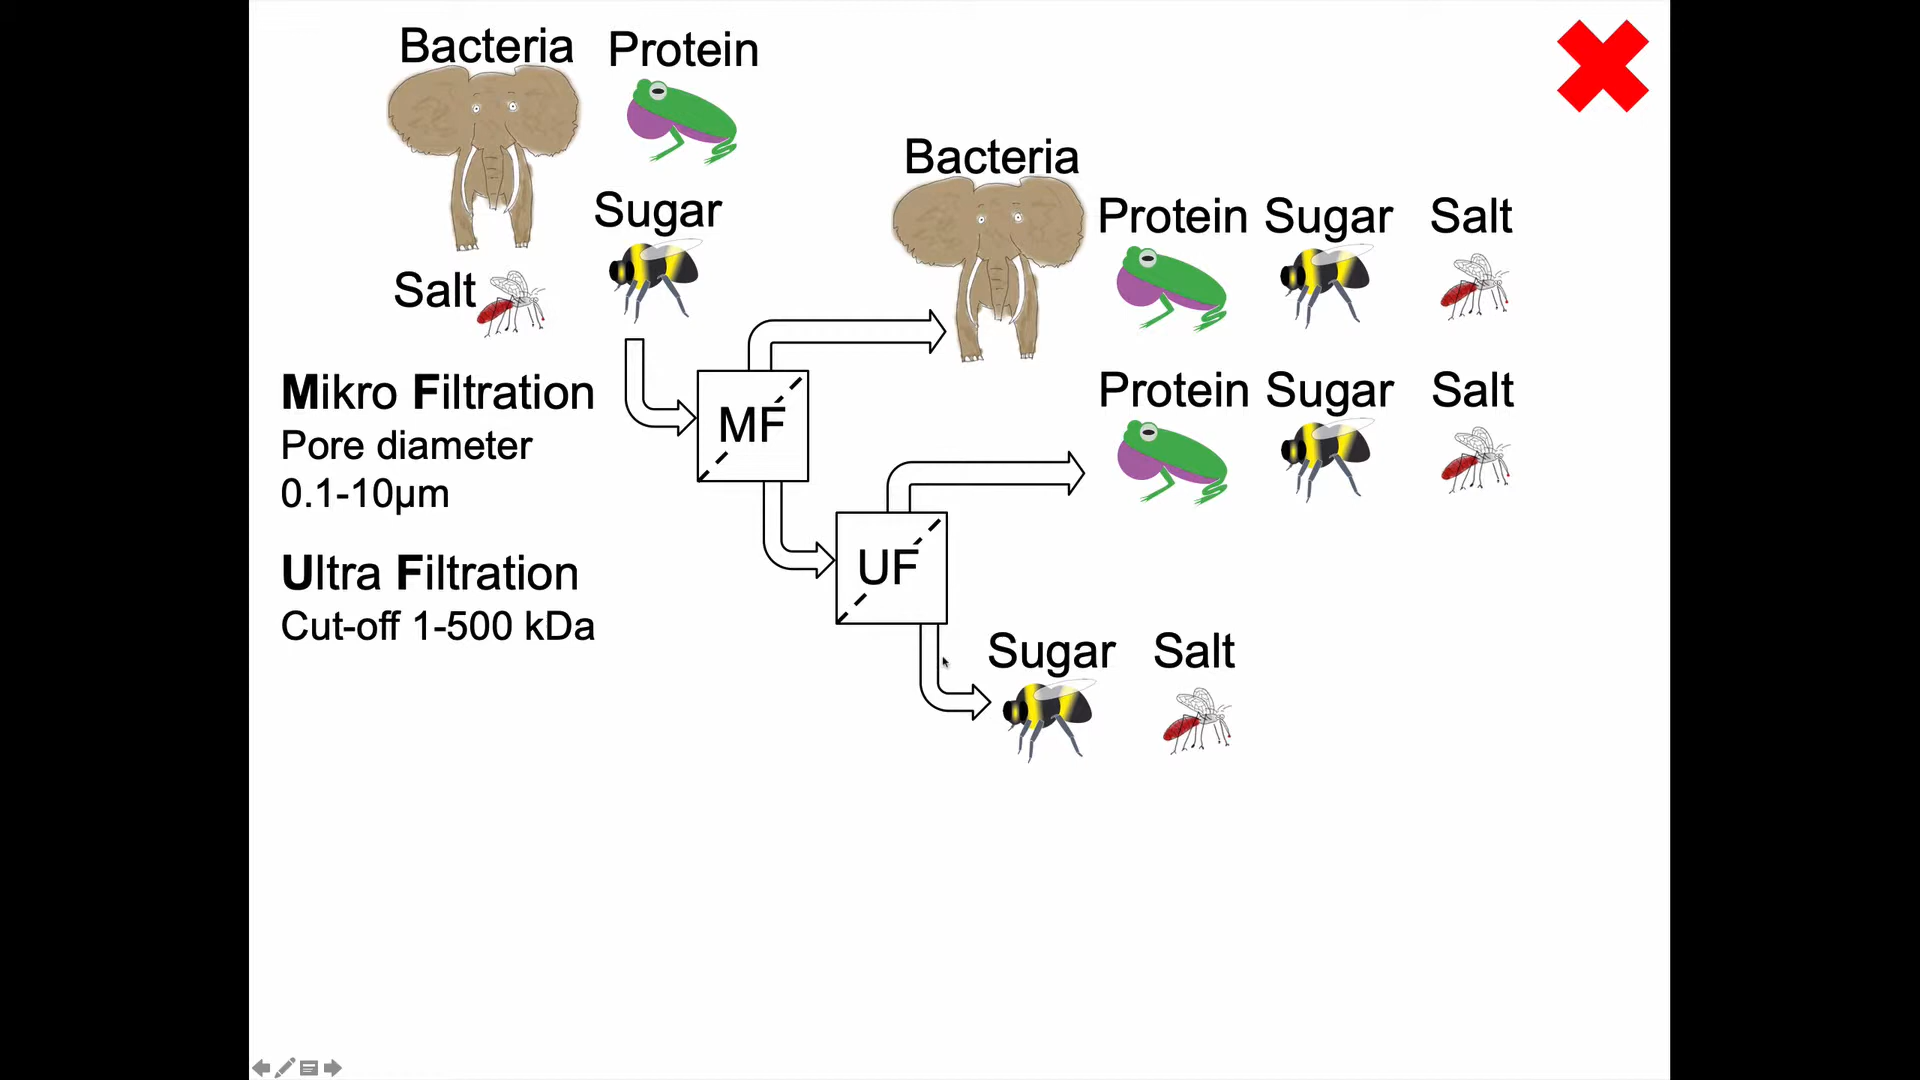 Bacteria
Protein
Sugar
Salt
Bacteria
Protein Sugar Salt
Mikro Filtration
Pore diameter
0.1-10µm
MF
Protein Sugar Salt
Ultra Filtration
Cut-off 1-500 kDa
UF
Sugar Salt